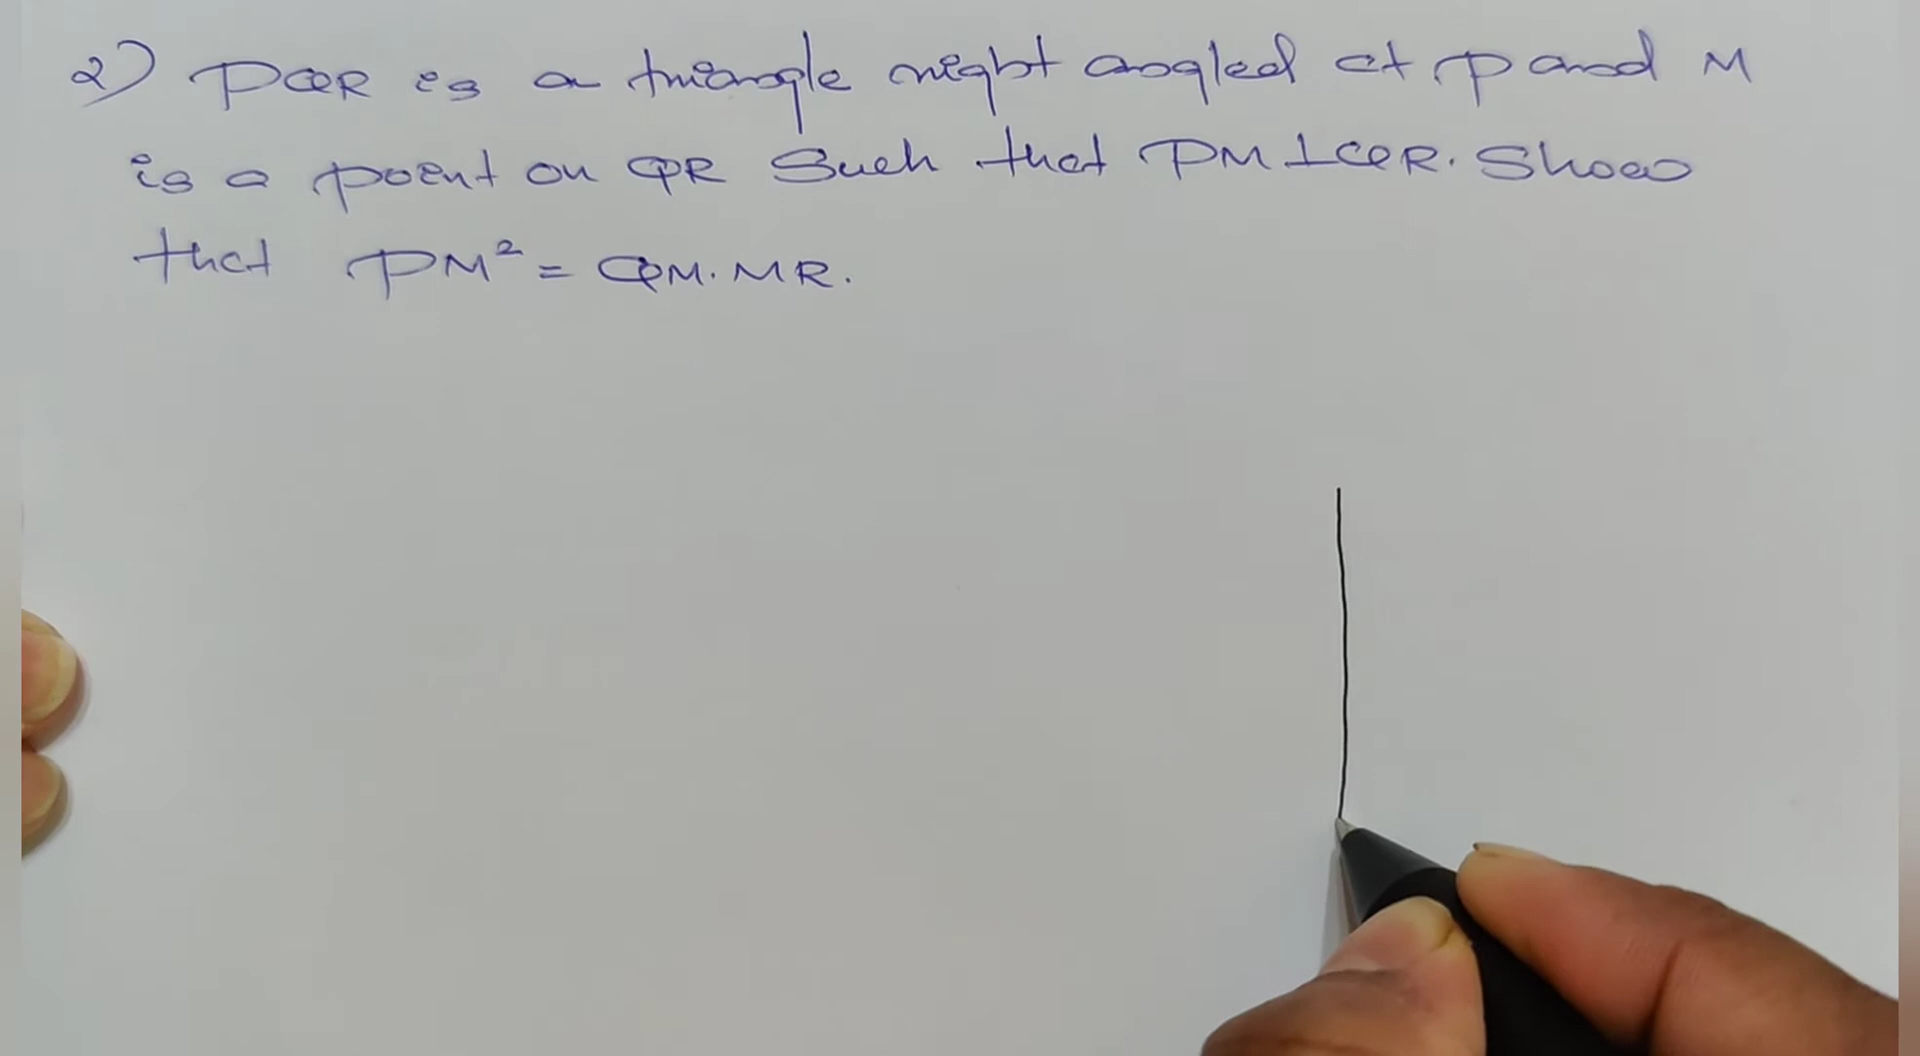 2) PQR is a triangle right angled at P and M
is a point on QR such that PM ⊥ QR. Show
that PM² = QM. MR.